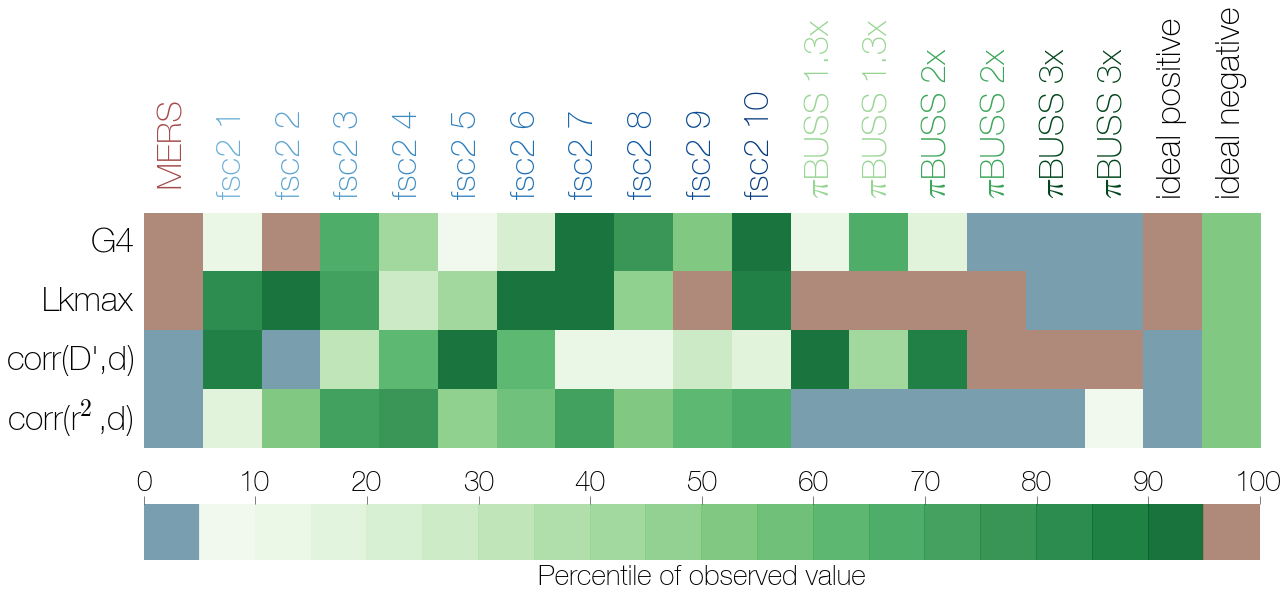 MERS
fsc2 1
fsc2 2
fsc2 3
fsc2 4
fsc2 5
fsc2 6
fsc2 7
fsc2 8
fsc2 9
fsc2 10
πBUSS 1.3x
πBUSS 1.3x
πBUSS 2x
πBUSS 2x
πBUSS 3x
πBUSS 3x
ideal positive
ideal negative
G4
Lkmax
corr(D',d)
corr(r² ,d)
0 10 20 30 40 50 60 70 80 90 100
Percentile of observed value